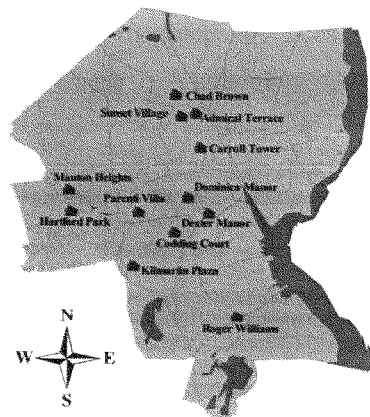 Chad Brown
Sunset Village
Admiral Terrace
Carroll Tower
Manton Heights
Parenti Villa
Dominica Manor
Hartford Park
Dexter Manor
Codding Court
Kilmartin Plaza
Roger Williams
N
W E
S